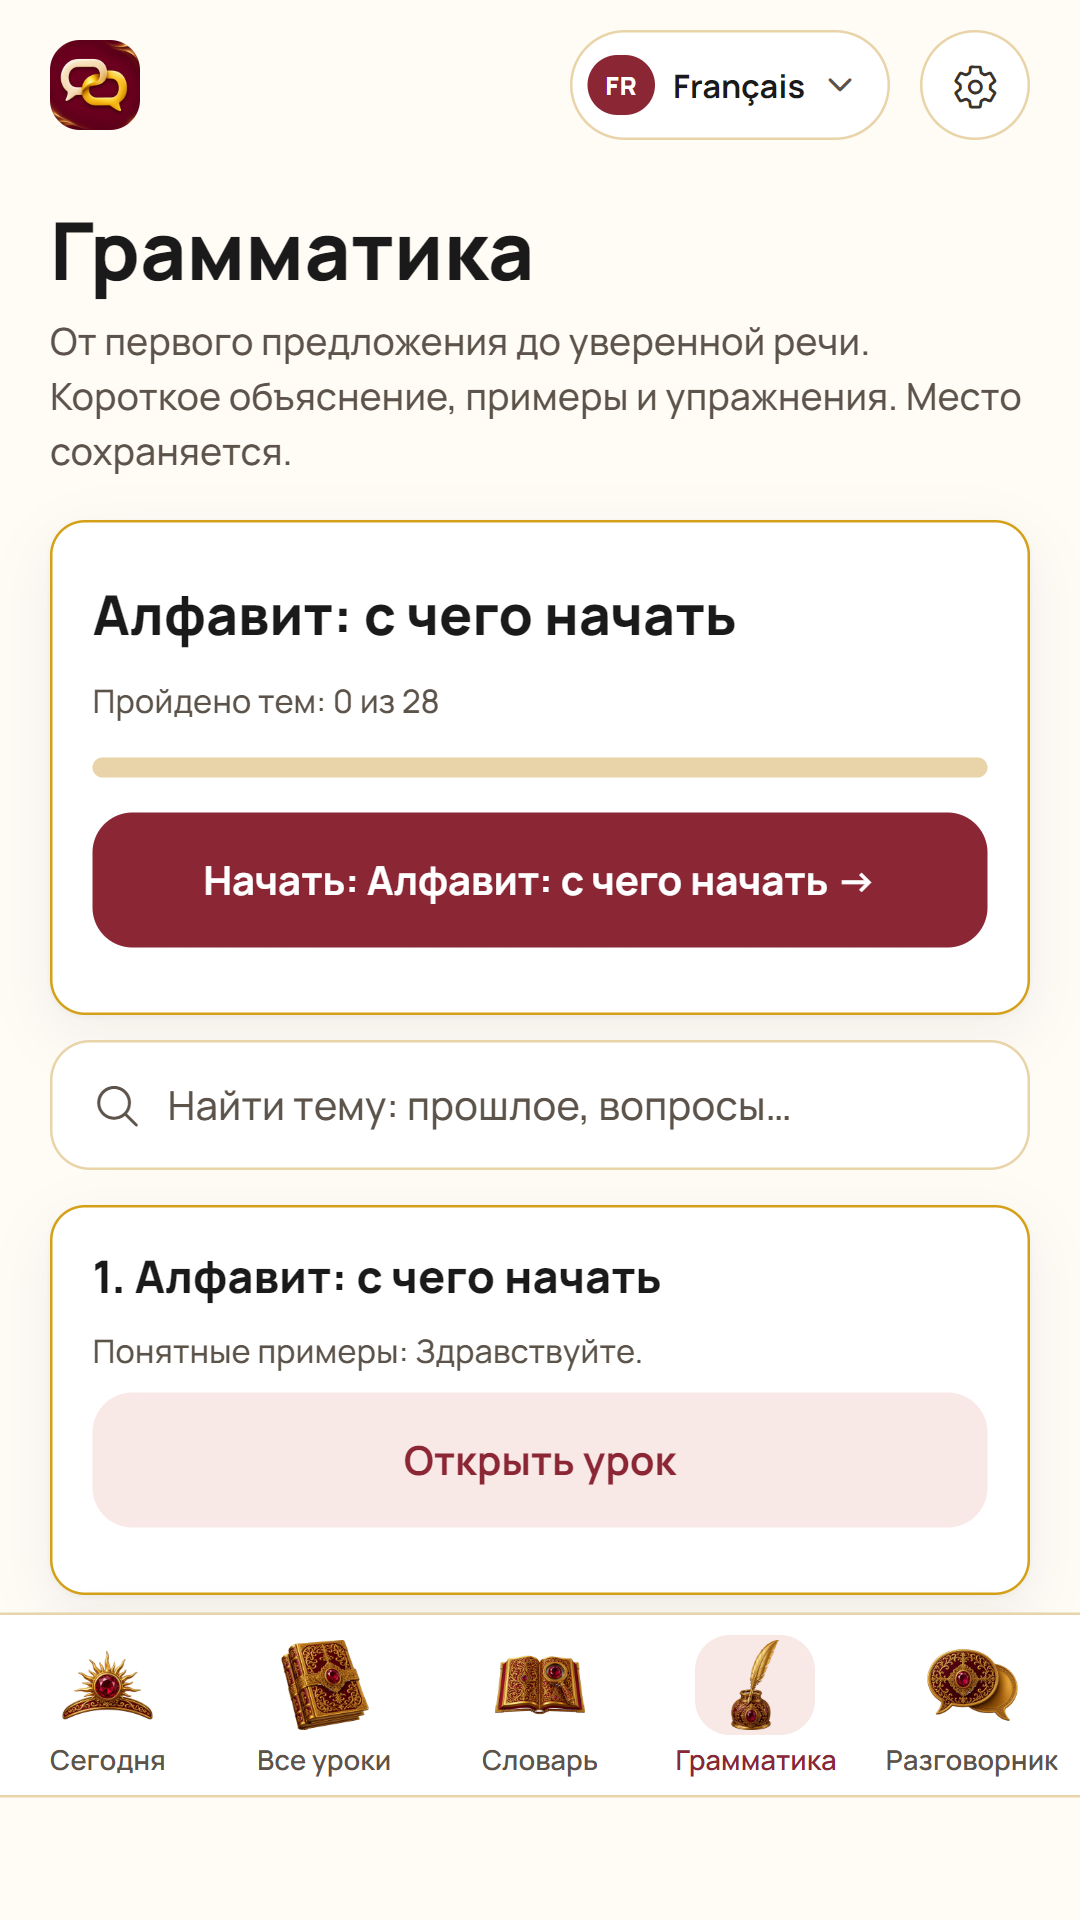 FR Français
Грамматика
От первого предложения до уверенной речи.
Короткое объяснение, примеры и упражнения. Место
сохраняется.
Алфавит: с чего начать
Пройдено тем: 0 из 28
Начать: Алфавит: с чего начать →
Найти тему: прошлое, вопросы...
1. Алфавит: с чего начать
Понятные примеры: Здравствуйте.
Открыть урок
Сегодня Все уроки Словарь Грамматика Разговорник